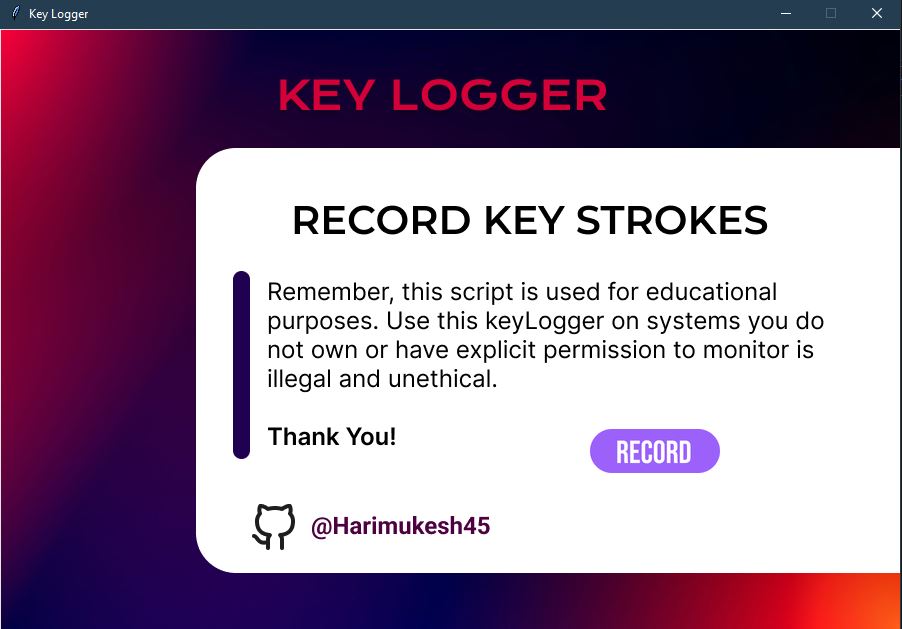 Key Logger
KEY LOGGER
RECORD KEY STROKES
Remember, this script is used for educational
purposes. Use this keyLogger on systems you do
not own or have explicit permission to monitor is
illegal and unethical.
Thank You!
RECORD
@Harimukesh45